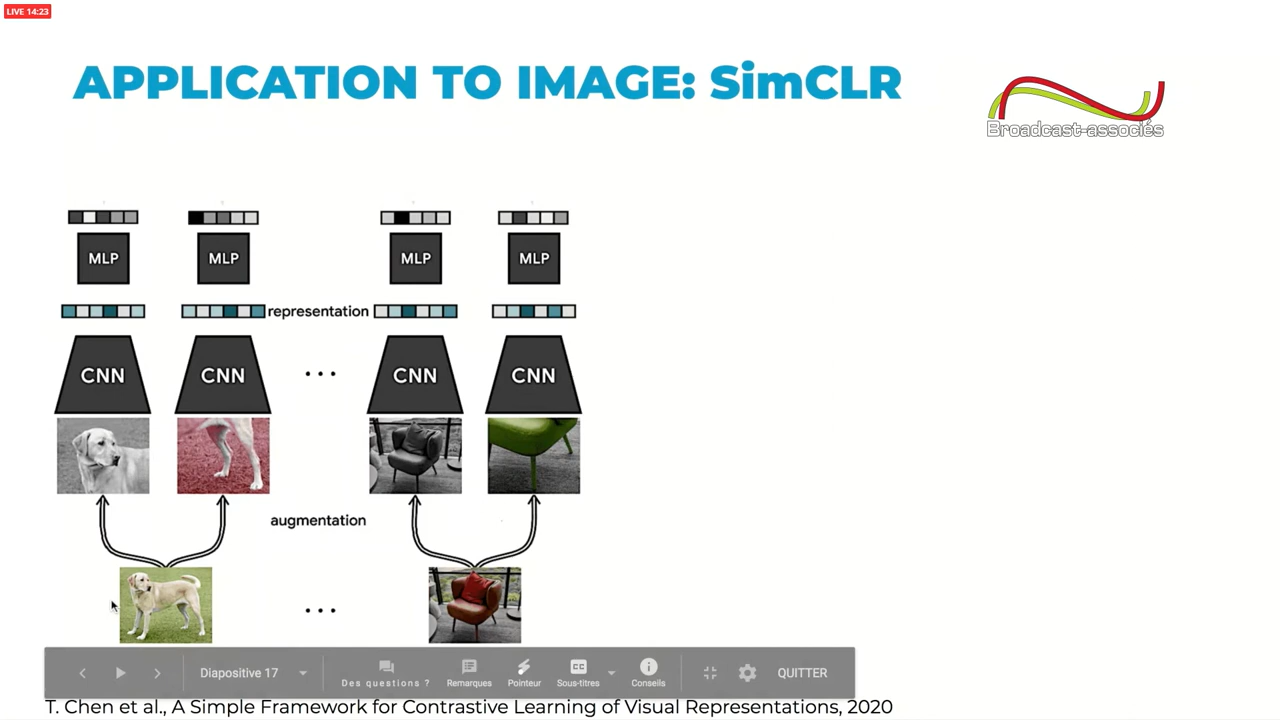 LIVE 14:23
APPLICATION TO IMAGE: SimCLR
Broadcast-associés
MLP MLP MLP MLP
representation
CNN CNN CNN CNN
augmentation
Diapositive 17 Des questions ? Remarques Pointeur Sous-titres Conseils QUITTER
T. Chen et al., A Simple Framework for Contrastive Learning of Visual Representations, 2020